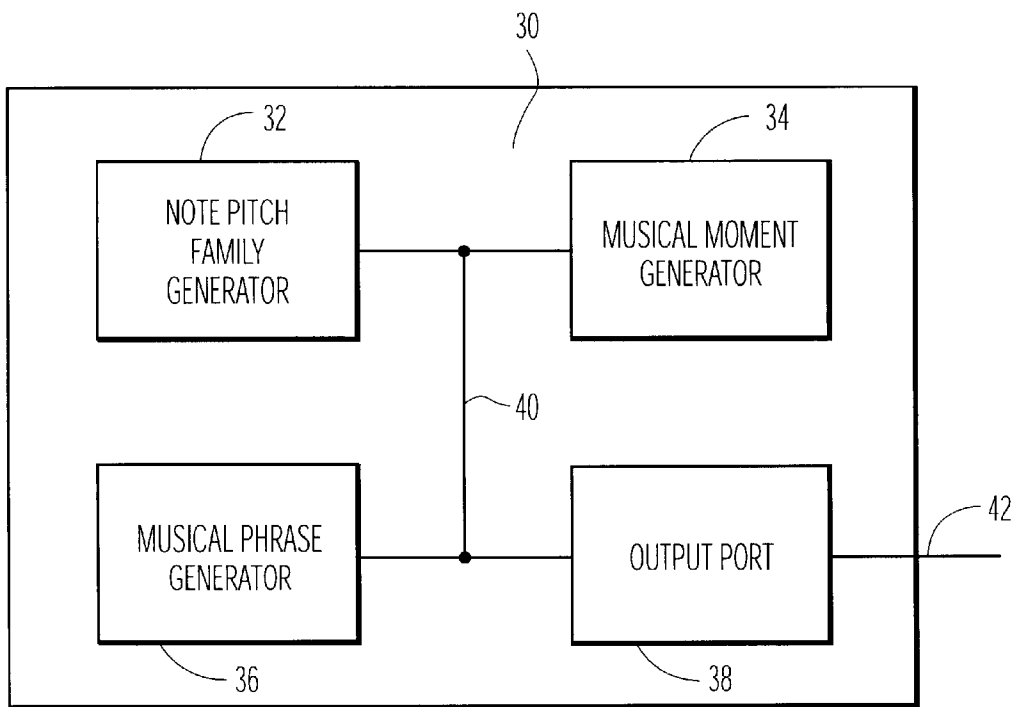 30
32
34
NOTE PITCH
FAMILY
GENERATOR
MUSICAL MOMENT
GENERATOR
40
MUSICAL PHRASE
GENERATOR
OUTPUT PORT
42
36
38